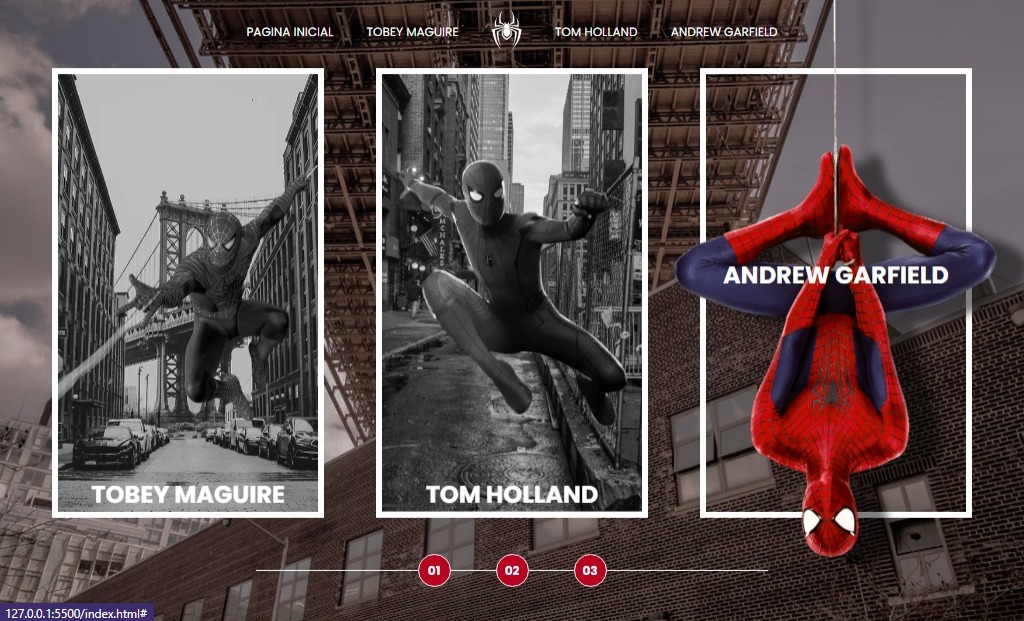 PAGINA INICIAL TOBEY MAGUIRE TOM HOLLAND ANDREW GARFIELD
CHALKS
ANDREW GARFIELD
TOBEY MAGUIRE TOM HOLLAND
01 02 03
127.0.0.1:5500/index.html#